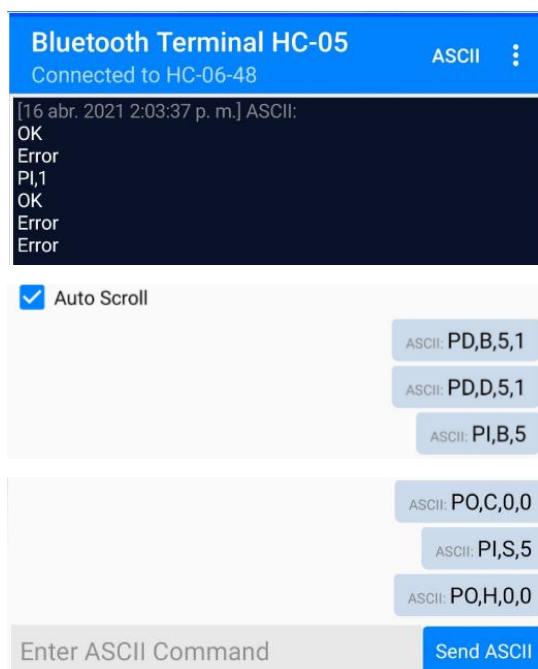 Bluetooth Terminal HC-05
ASCII
Connected to HC-06-48
[16 abr. 2021 2:03:37 p. m.] ASCII:
OK
Error
PI,1
OK
Error
Error
Auto Scroll
ASCII: PD,B,5,1
ASCII: PD,D,5,1
ASCII: PI,B,5
ASCII: PO,C,0,0
ASCII: PI,S,5
ASCII: PO,H,0,0
Enter ASCII Command
Send ASCII